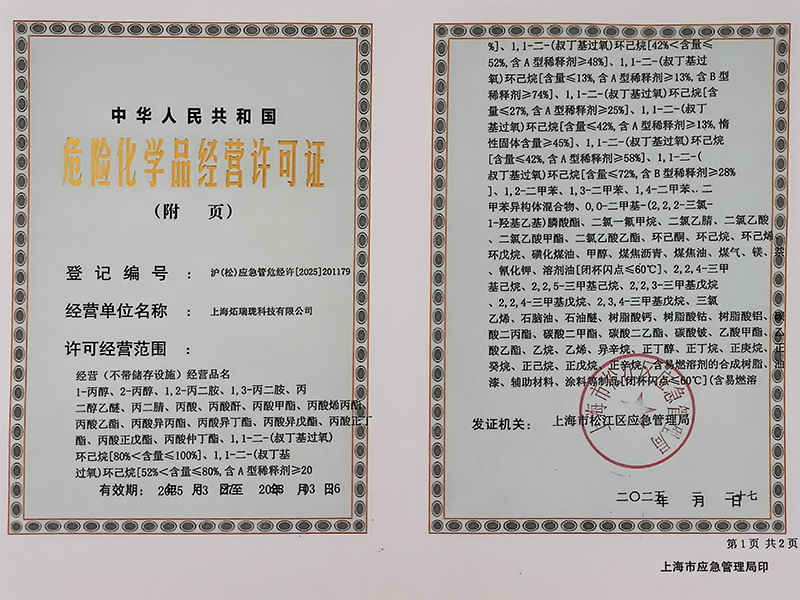 中华人民共和国
危险化学品经营许可证
（附 页）
登记编号 ： 沪(松)应急管危经许[2025]201179
经营单位名称 ： 上海炻瑞珑科技有限公司
许可经营范围 ：
经营（不带储存设施）经营品名
1-丙醇、2-丙醇、1,2-丙二胺、1,3-丙二胺、丙
二醇乙醚、丙二腈、丙酸、丙酸酐、丙酸甲酯、丙酸烯丙酯、
丙酸乙酯、丙酸异丙酯、丙酸异丁酯、丙酸异戊酯、丙酸正丁
酯、丙酸正戊酯、丙酸仲丁酯、1,1-二-(叔丁基过氧)
环己烷[80%<含量≤100%]、1,1-二-(叔丁基
过氧)环己烷[52%<含量≤80%,含A型稀释剂≥20
有效期：
%]、1,1-二-(叔丁基过氧)环己烷[42%<含量≤
52%,含A型稀释剂≥48%]、1,1-二-(叔丁基过
氧)环己烷[含量≤13%,含A型稀释剂≥13%,含B型
稀释剂≥74%]、1,1-二-(叔丁基过氧)环己烷[含
量≤27%,含A型稀释剂≥25%]、1,1-二-(叔丁
基过氧)环己烷[含量≤42%,含A型稀释剂≥13%,惰
性固体含量≥45%]、1,1-二-(叔丁基过氧)环己烷
[含量≤42%,含A型稀释剂≥58%]、1,1-二-(
叔丁基过氧)环己烷[含量≤72%,含B型稀释剂≥28%
]、1,2-二甲苯、1,3-二甲苯、1,4-二甲苯、二
甲苯异构体混合物、O,O-二甲基-(2,2,2-三氯-
1-羟基乙基)膦酸酯、二氯一氟甲烷、二氯乙腈、二氯乙酸
、二氯乙酸甲酯、二氯乙酸乙酯、环己酮、环己烷、环己烯、
环戊烷、磺化煤油、甲醇、煤焦沥青、煤焦油、煤气、镁、萘
、氰化钾、溶剂油[闭杯闪点≤60℃]、2,2,4-三甲
基己烷、2,2,5-三甲基己烷、2,2,3-三甲基戊烷
、2,2,4-三甲基戊烷、2,3,4-三甲基戊烷、三氯
乙烯、石脑油、石油醚、树脂酸钙、树脂酸钴、树脂酸铝、碳
酸二丙酯、碳酸二甲酯、碳酸二乙酯、碳酸铍、乙酸甲酯、乙
酸乙酯、乙烷、乙烯、异辛烷、正丁醇、正丁烷、正庚烷、正
癸烷、正己烷、正戊烷、正辛烷、含易燃溶剂的合成树脂、油
漆、辅助材料、涂料等制品[闭杯闪点≤60℃](含易燃溶
发证机关： 上海市松江区应急管理局
二〇二五年 月 二十七
第1页 共2页
上海市应急管理局印